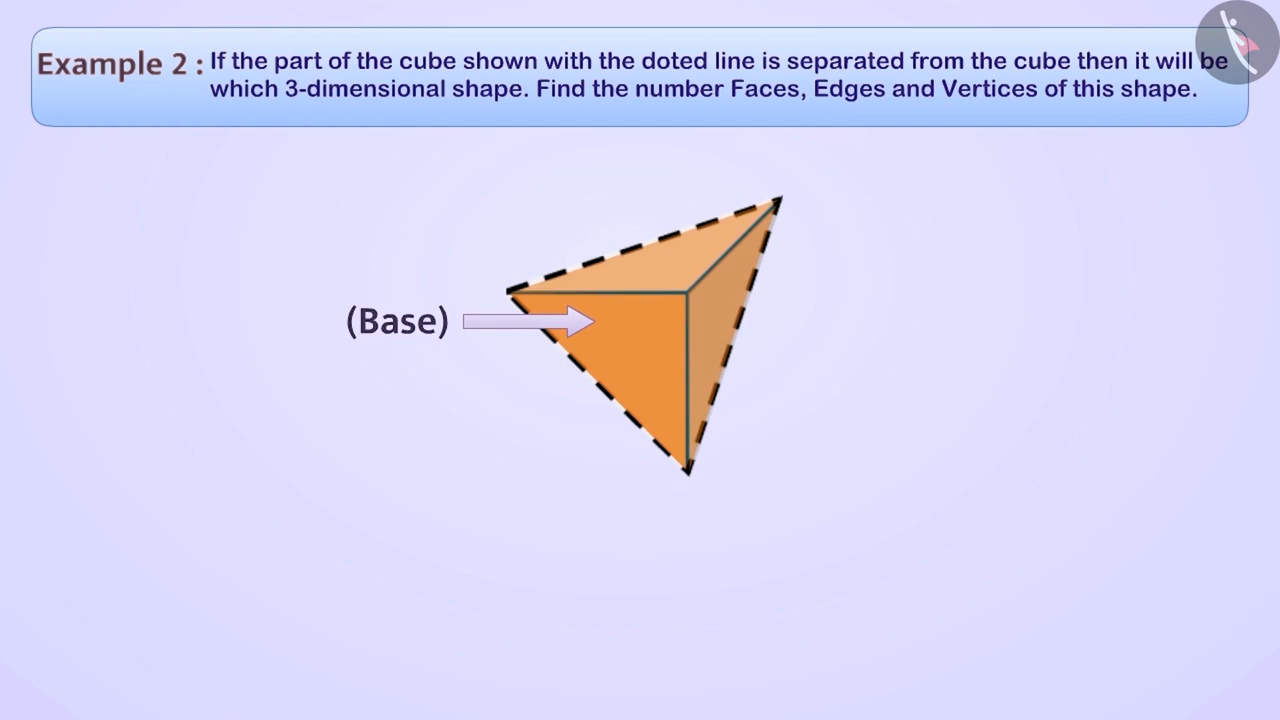 Example 2 : If the part of the cube shown with the doted line is separated from the cube then it will be
which 3-dimensional shape. Find the number Faces, Edges and Vertices of this shape.
(Base)